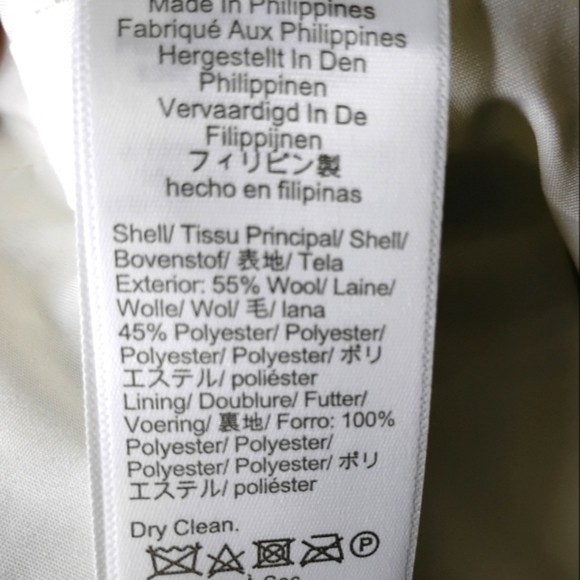 Made In Philippines
Fabriqué Aux Philippines
Hergestellt In Den
Philippinen
Vervaardigd In De
Filippijnen
フィリピン製
hecho en filipinas
Shell/ Tissu Principal/ Shell/
Bovenstof/ 表地/ Tela
Exterior: 55% Wool/ Laine/
Wolle/ Wol/ 毛/ lana
45% Polyester/ Polyester/
Polyester/ Polyester/ ポリ
エステル/ poliéster
Lining/ Doublure/ Futter/
Voering/ 裏地/ Forro: 100%
Polyester/ Polyester/
Polyester/ Polyester/ ポリ
エステル/ poliéster
Dry Clean.
P